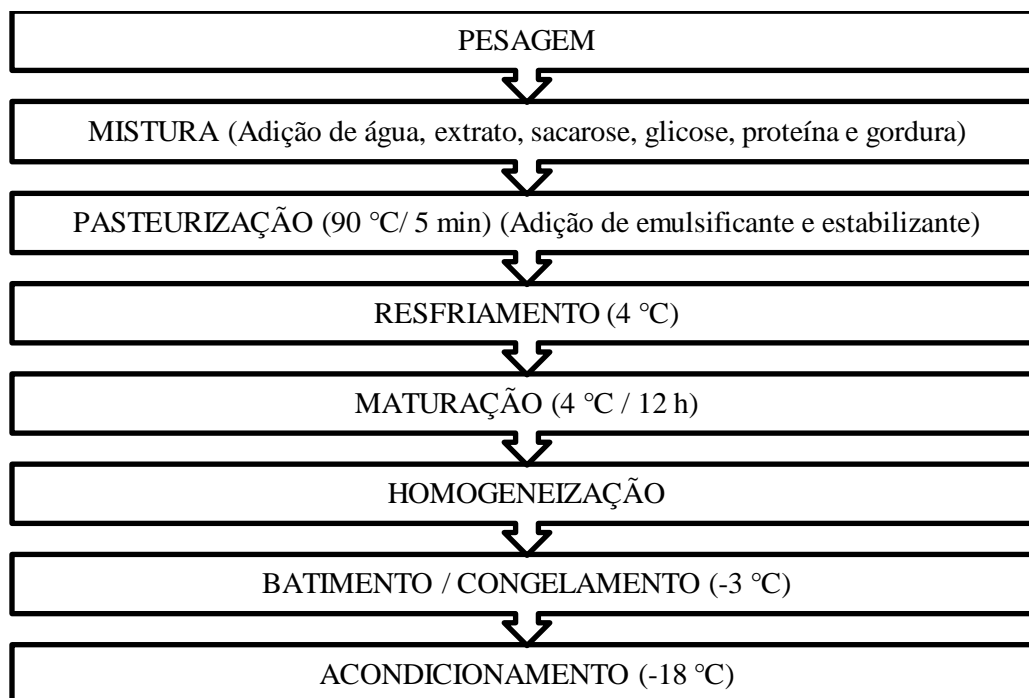 PESAGEM
MISTURA (Adição de água, extrato, sacarose, glicose, proteína e gordura)
PASTEURIZAÇÃO (90 °C/ 5 min) (Adição de emulsificante e estabilizante)
RESFRIAMENTO (4 °C)
MATURAÇÃO (4 °C / 12 h)
HOMOGENEIZAÇÃO
BATIMENTO / CONGELAMENTO (-3 °C)
ACONDICIONAMENTO (-18 °C)